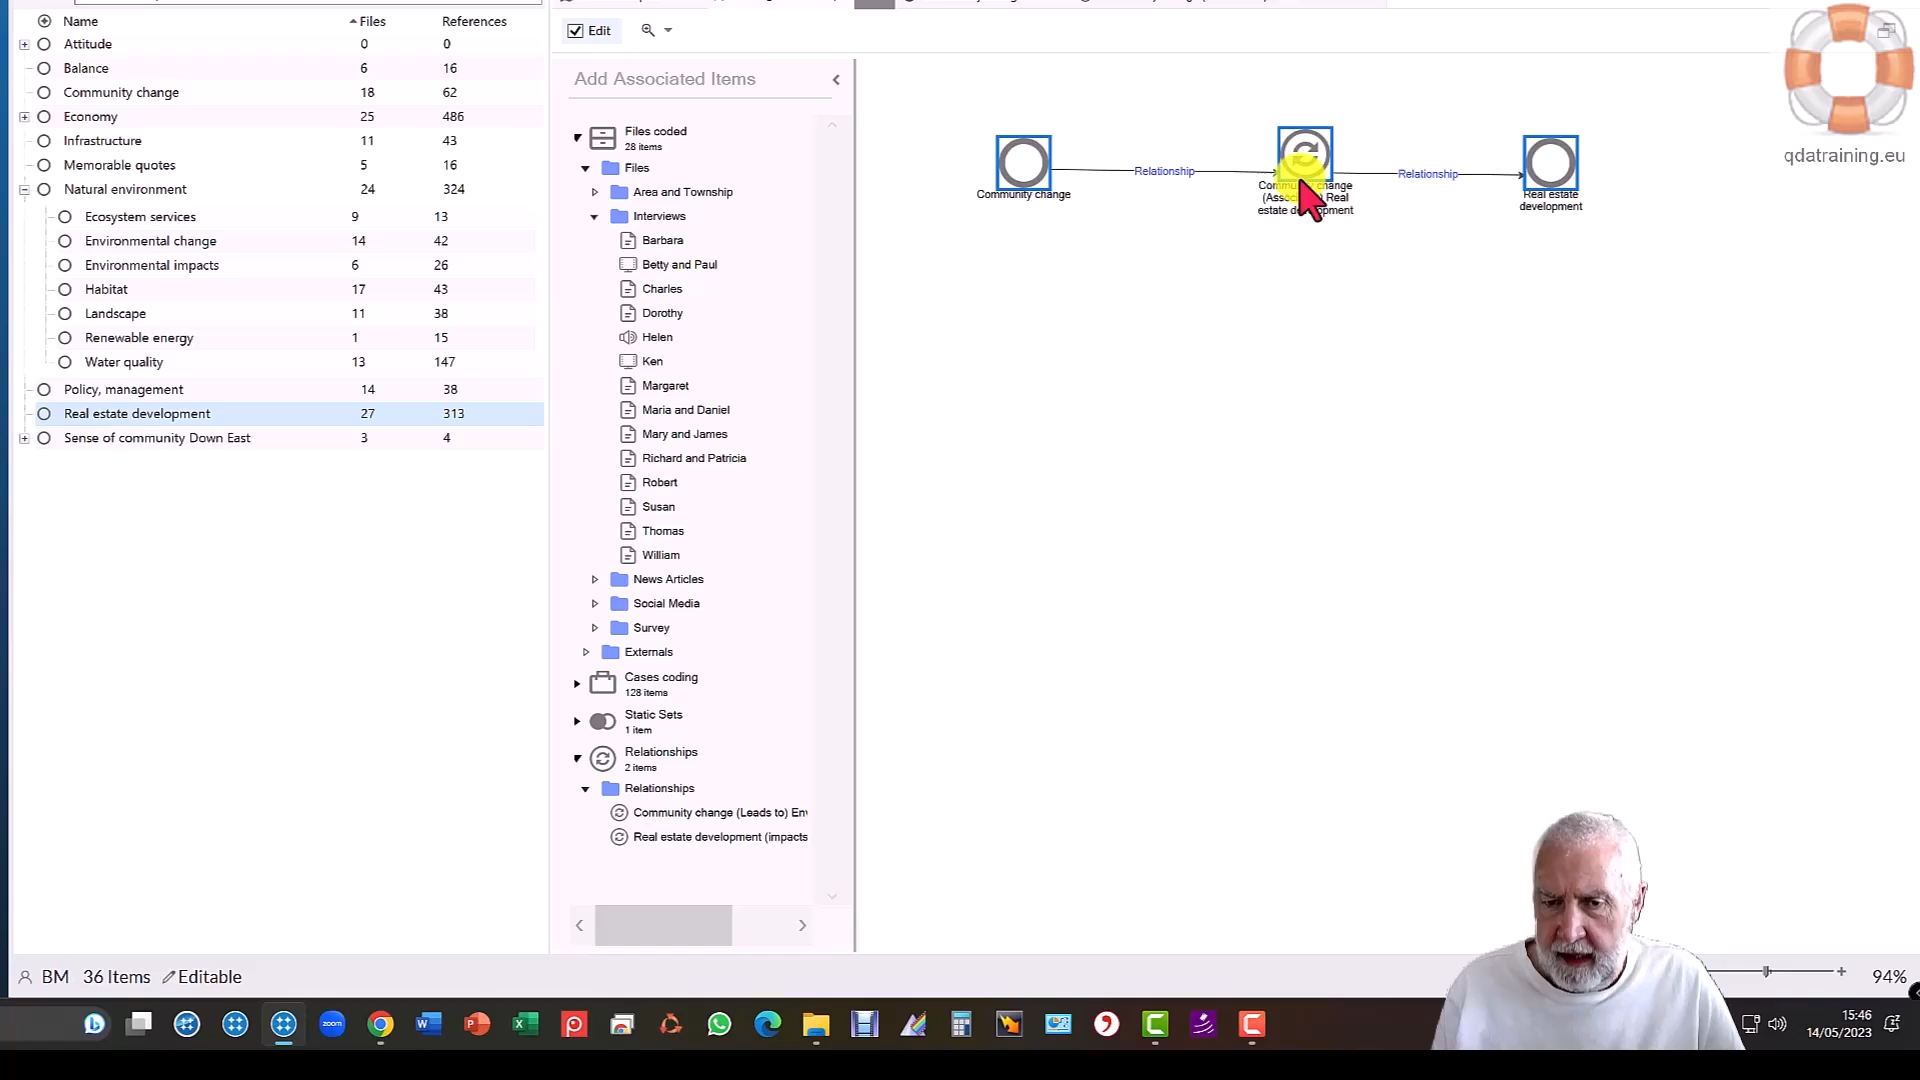 Name Files References
Attitude 0 0
Balance 6 16
Community change 18 62
Economy 25 486
Infrastructure 11 43
Memorable quotes 5 16
Natural environment 24 324
Ecosystem services 9 13
Environmental change 14 42
Environmental impacts 6 26
Habitat 17 43
Landscape 11 38
Renewable energy 1 15
Water quality 13 147
Policy, management 14 38
Real estate development 27 313
Sense of community Down East 3 4
Edit
Add Associated Items
Files coded
28 items
Files
Area and Township
Interviews
Barbara
Betty and Paul
Charles
Dorothy
Helen
Ken
Margaret
Maria and Daniel
Mary and James
Richard and Patricia
Robert
Susan
Thomas
William
News Articles
Social Media
Survey
Externals
Cases coding
128 items
Static Sets
1 item
Relationships
2 items
Relationships
Community change (Leads to) Env
Real estate development (impacts
Community change
Relationship
change
Real
estate
Relationship
Real estate
development
qdatraining.eu
BM 36 Items Editable
94%
zoom
15:46
14/05/2023